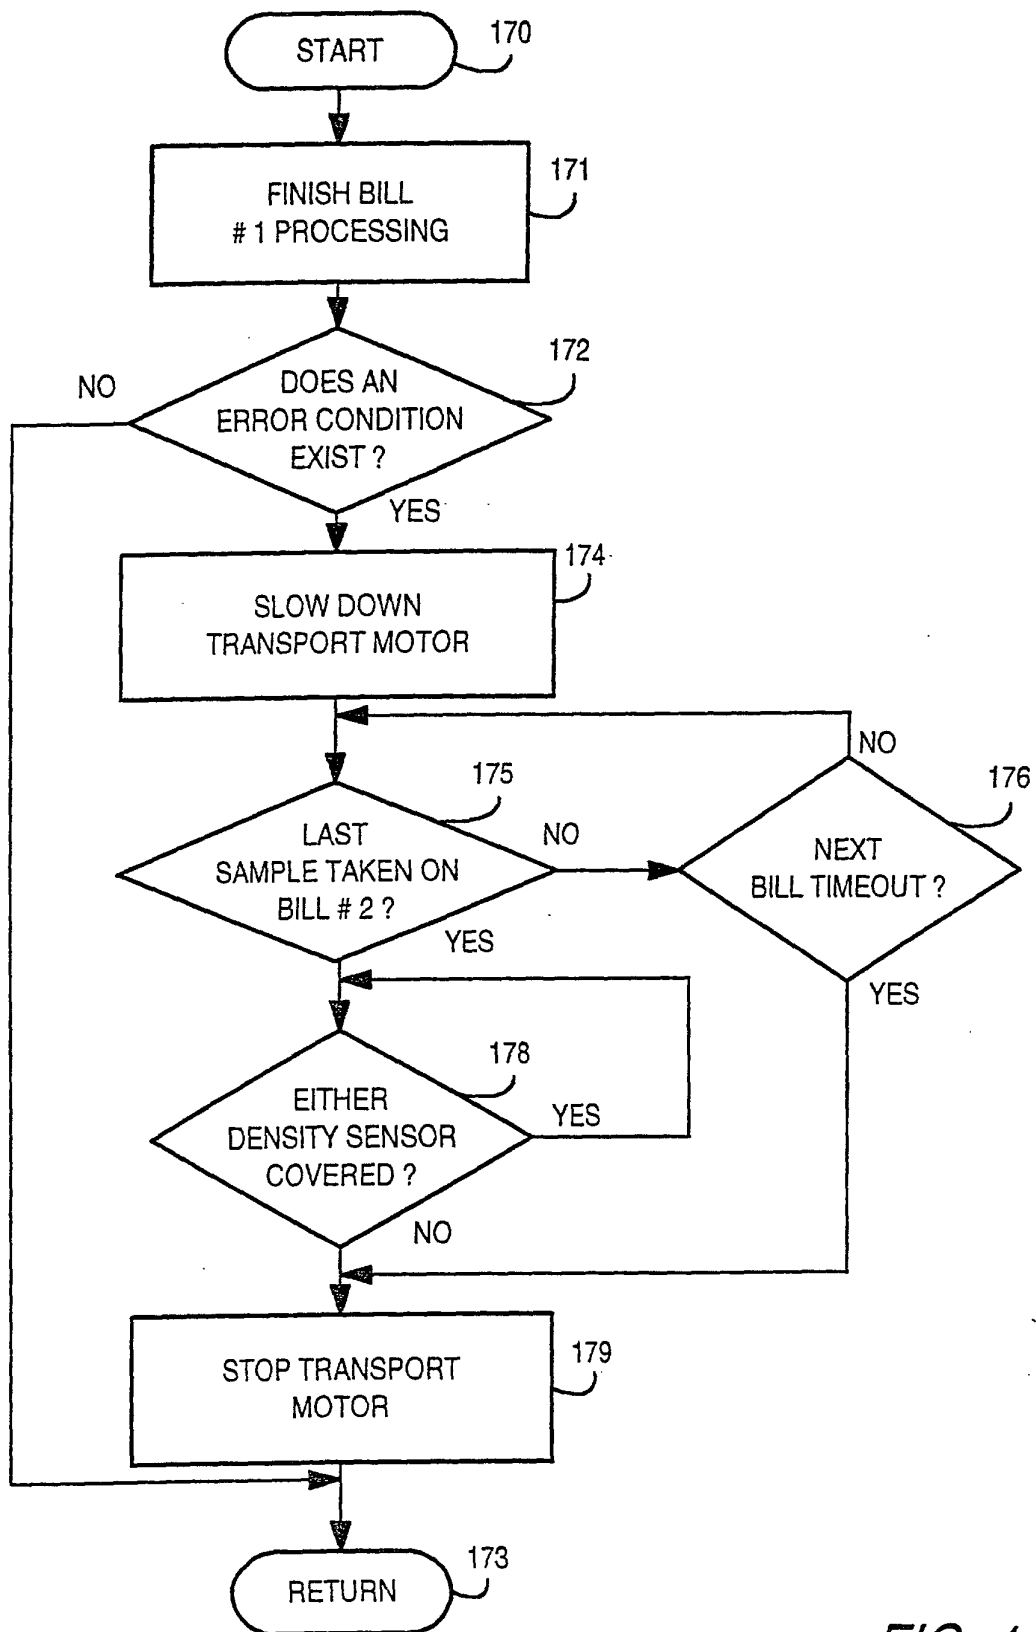 START
170
FINISH BILL
# 1 PROCESSING
171
DOES AN
ERROR CONDITION
EXIST ?
172
NO
YES
SLOW DOWN
TRANSPORT MOTOR
174
LAST
SAMPLE TAKEN ON
BILL # 2 ?
175
NO
YES
NEXT
BILL TIMEOUT ?
176
NO
YES
EITHER
DENSITY SENSOR
COVERED ?
178
YES
NO
STOP TRANSPORT
MOTOR
179
RETURN
173